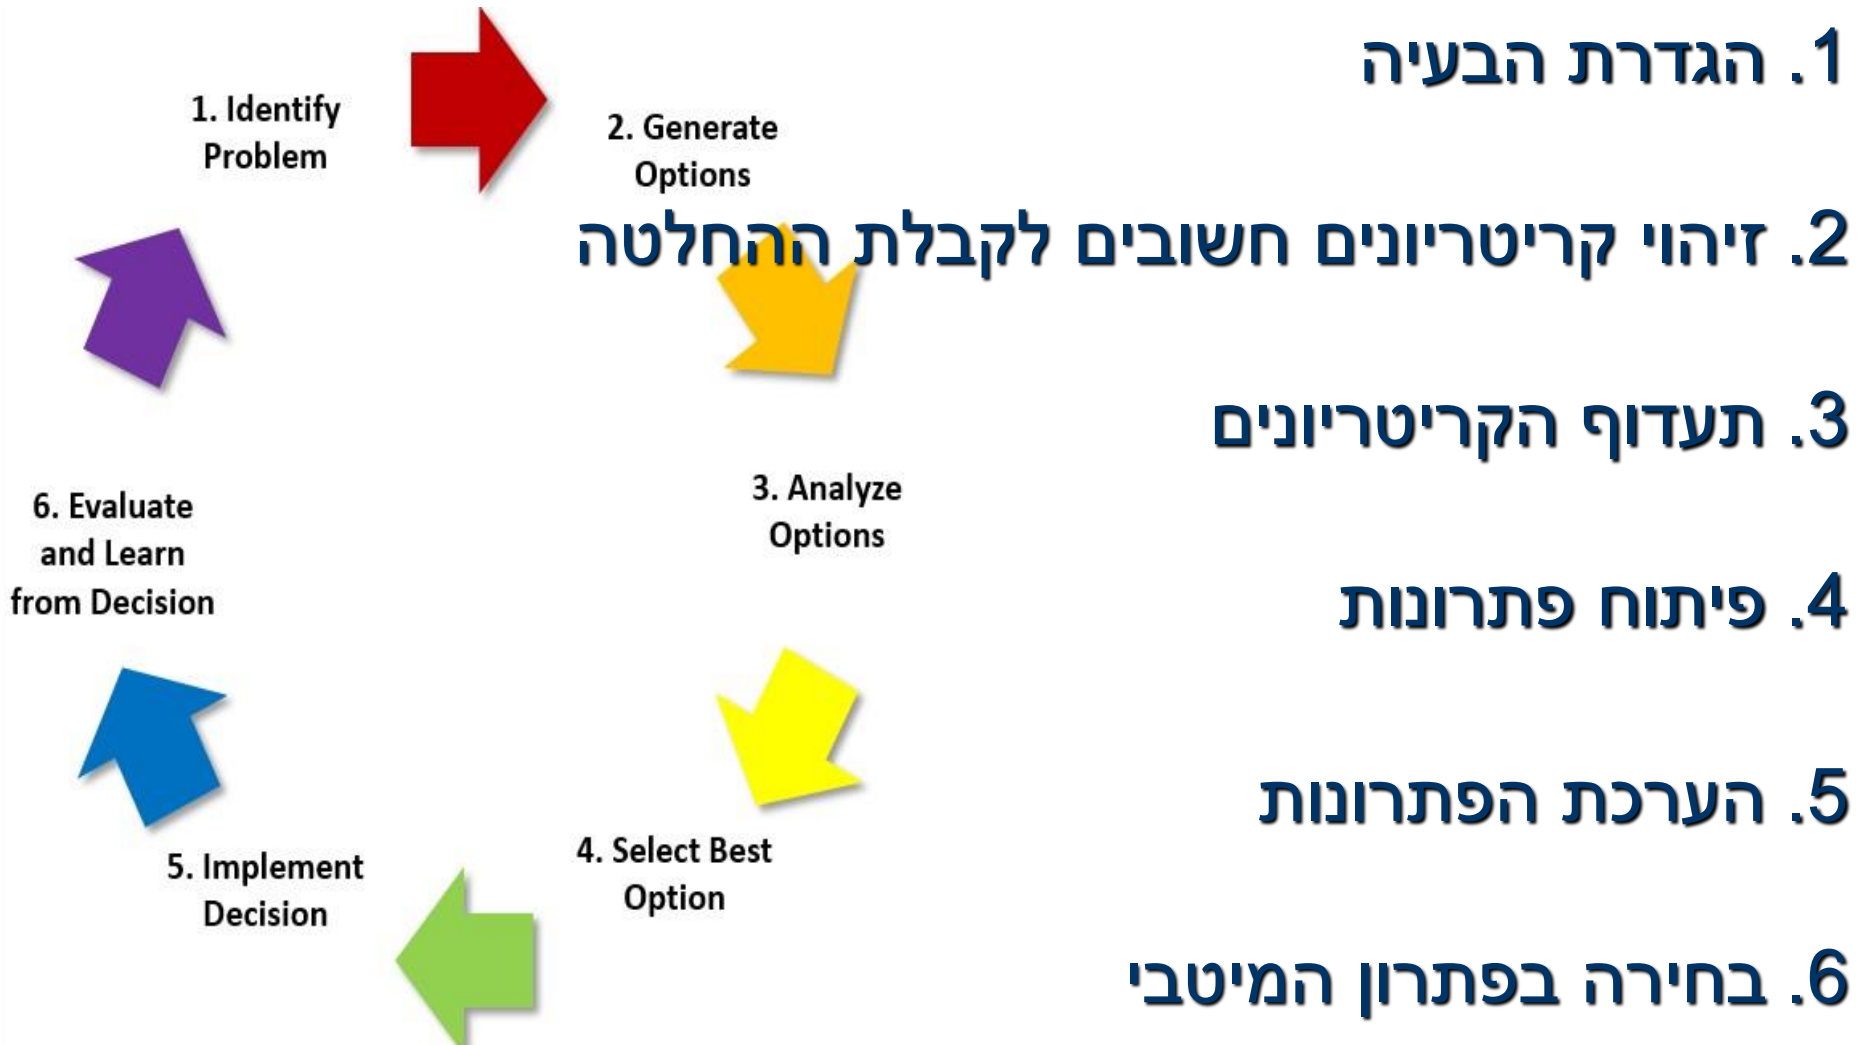 1. Identify
Problem
2. Generate
Options
3. Analyze
Options
4. Select Best
Option
5. Implement
Decision
6. Evaluate
and Learn
from Decision
1. הגדרת הבעיה
2. זיהוי קריטריונים חשובים לקבלת ההחלטה
3. תעדוף הקריטריונים
4. פיתוח פתרונות
5. הערכת הפתרונות
6. בחירה בפתרון המיטבי